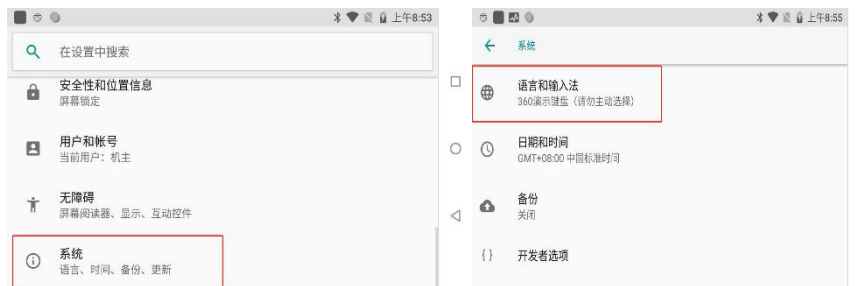 上午8:53
在设置中搜索
安全性和位置信息
屏幕锁定
用户和帐号
当前用户：机主
无障碍
屏幕阅读器、显示、互动控件
系统
语言、时间、备份、更新
上午8:55
系统
语言和输入法
360演示键盘（请勿主动选择）
日期和时间
GMT+08:00 中国标准时间
备份
关闭
{ } 开发者选项